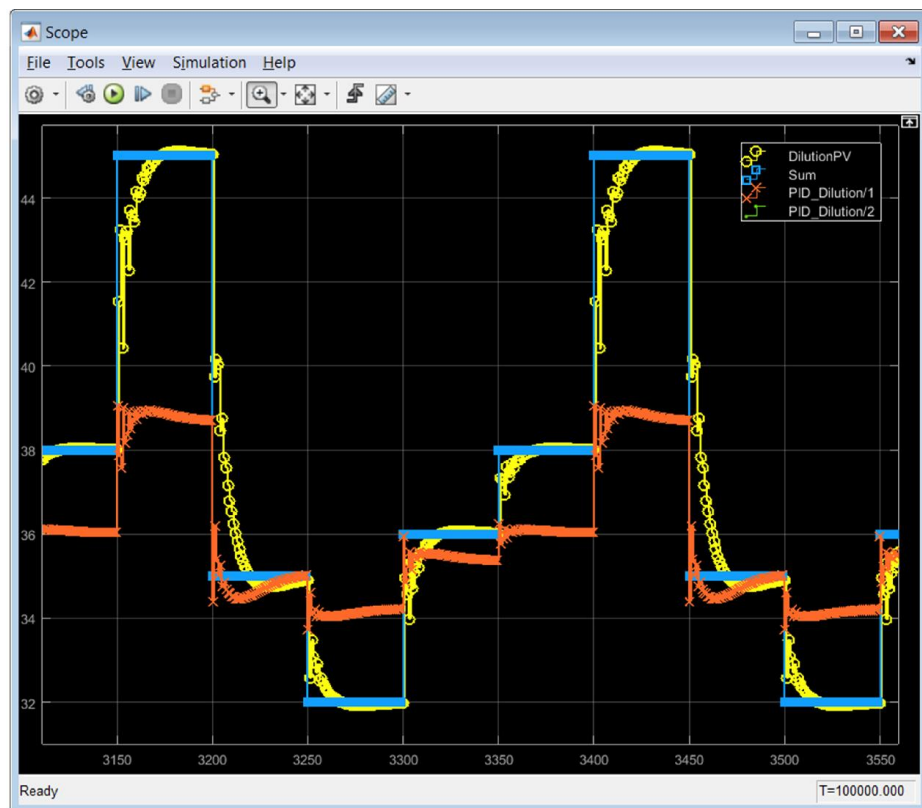 Scope
File Tools View Simulation Help
DilutionPV
Sum
PID_Dilution/1
PID_Dilution/2
44
42
40
38
36
34
32
3150 3200 3250 3300 3350 3400 3450 3500 3550
Ready T=100000.000